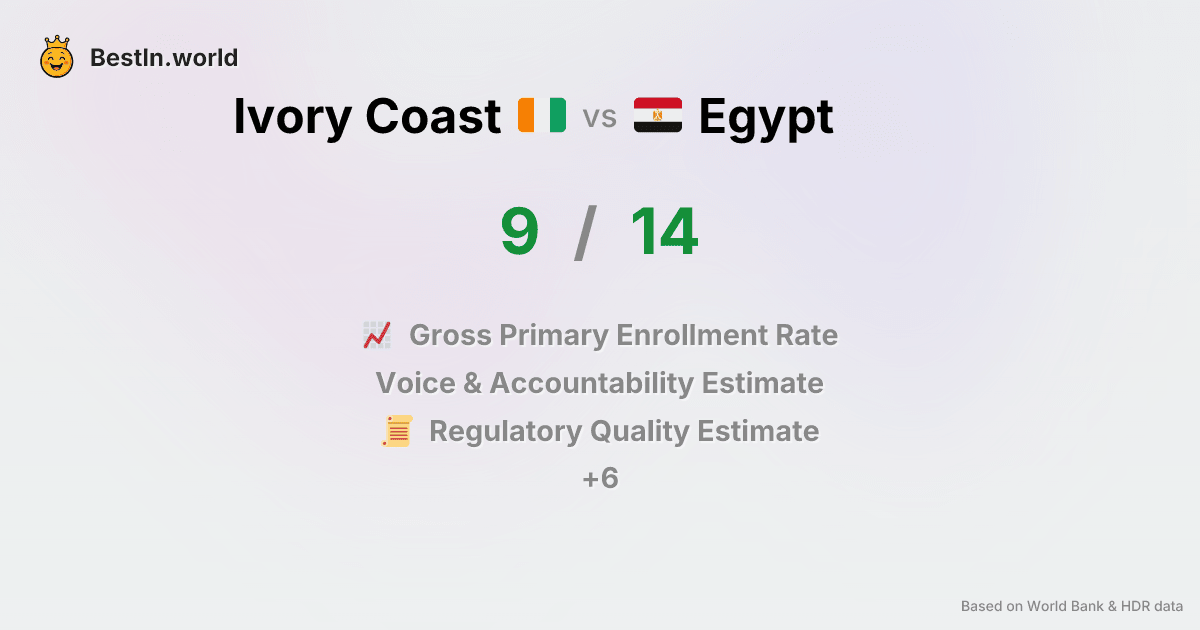 BestIn.world
Ivory Coast vs Egypt
9 / 14
Gross Primary Enrollment Rate
Voice & Accountability Estimate
Regulatory Quality Estimate
+6
Based on World Bank & HDR data